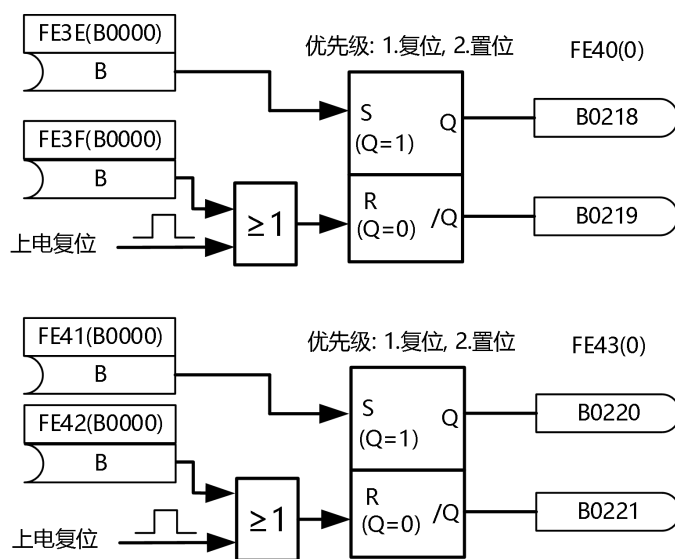 FE3E(B0000)
B
优先级: 1.复位, 2.置位
FE40(0)
S
(Q=1)
Q
B0218
FE3F(B0000)
B
≥1
R
(Q=0)
/Q
B0219
上电复位
FE41(B0000)
B
优先级: 1.复位, 2.置位
FE43(0)
S
(Q=1)
Q
B0220
FE42(B0000)
B
≥1
R
(Q=0)
/Q
B0221
上电复位